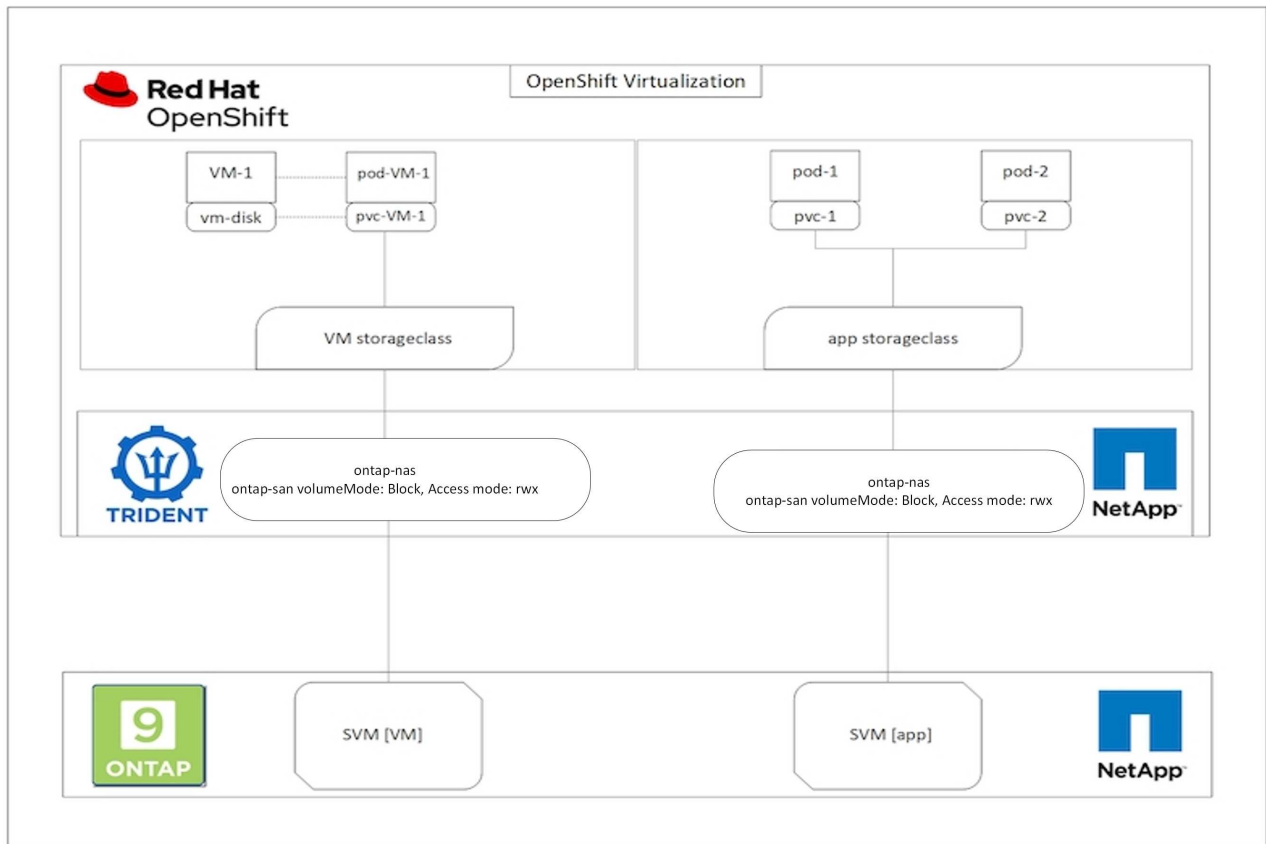 Red Hat
OpenShift
OpenShift Virtualization
VM-1
pod-VM-1
vm-disk
pvc-VM-1
pod-1
pod-2
pvc-1
pvc-2
VM storageclass
app storageclass
TRIDENT
ontap-nas
ontap-san volumeMode: Block, Access mode: rwx
ontap-nas
ontap-san volumeMode: Block, Access mode: rwx
NetApp™
9
ONTAP
SVM [VM]
SVM [app]
NetApp™